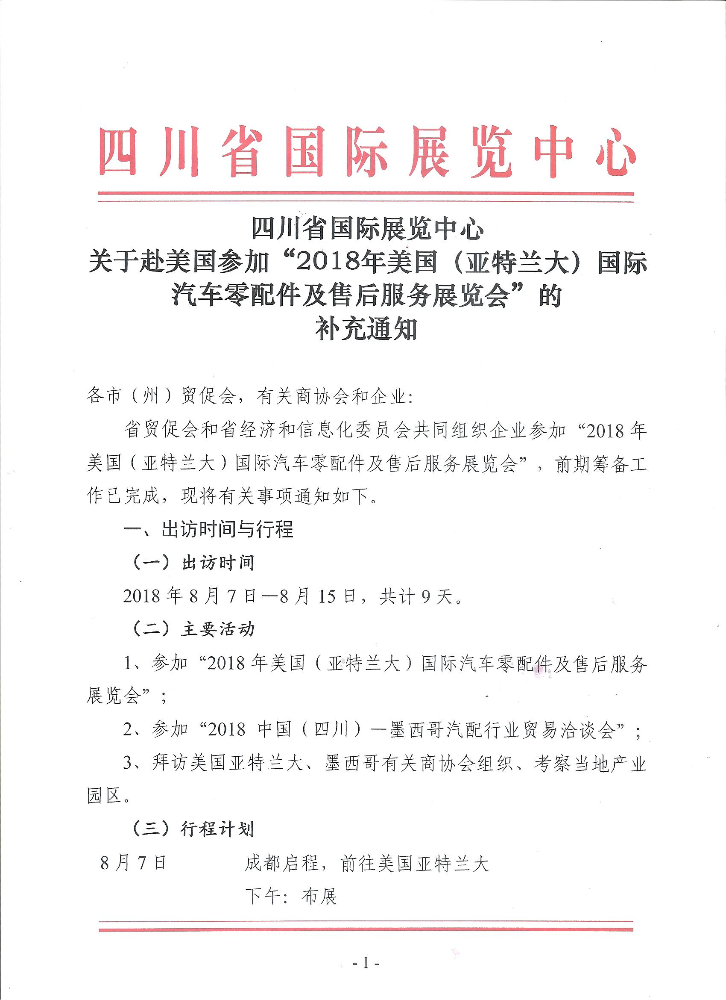 四川省国际展览中心
四川省国际展览中心
关于赴美国参加“2018年美国（亚特兰大）国际
汽车零配件及售后服务展览会”的
补充通知
各市（州）贸促会，有关商协会和企业：
省贸促会和省经济和信息化委员会共同组织企业参加“2018 年
美国（亚特兰大）国际汽车零配件及售后服务展览会”，前期筹备工
作已完成，现将有关事项通知如下。
一、出访时间与行程
（一）出访时间
2018 年 8 月 7 日—8 月 15 日，共计 9 天。
（二）主要活动
1、参加“2018 年美国（亚特兰大）国际汽车零配件及售后服务
展览会”；
2、参加“2018 中国（四川）—墨西哥汽配行业贸易洽谈会”；
3、拜访美国亚特兰大、墨西哥有关商协会组织、考察当地产业
园区。
（三）行程计划
8 月 7 日 成都启程，前往美国亚特兰大
下午：布展
- 1 -